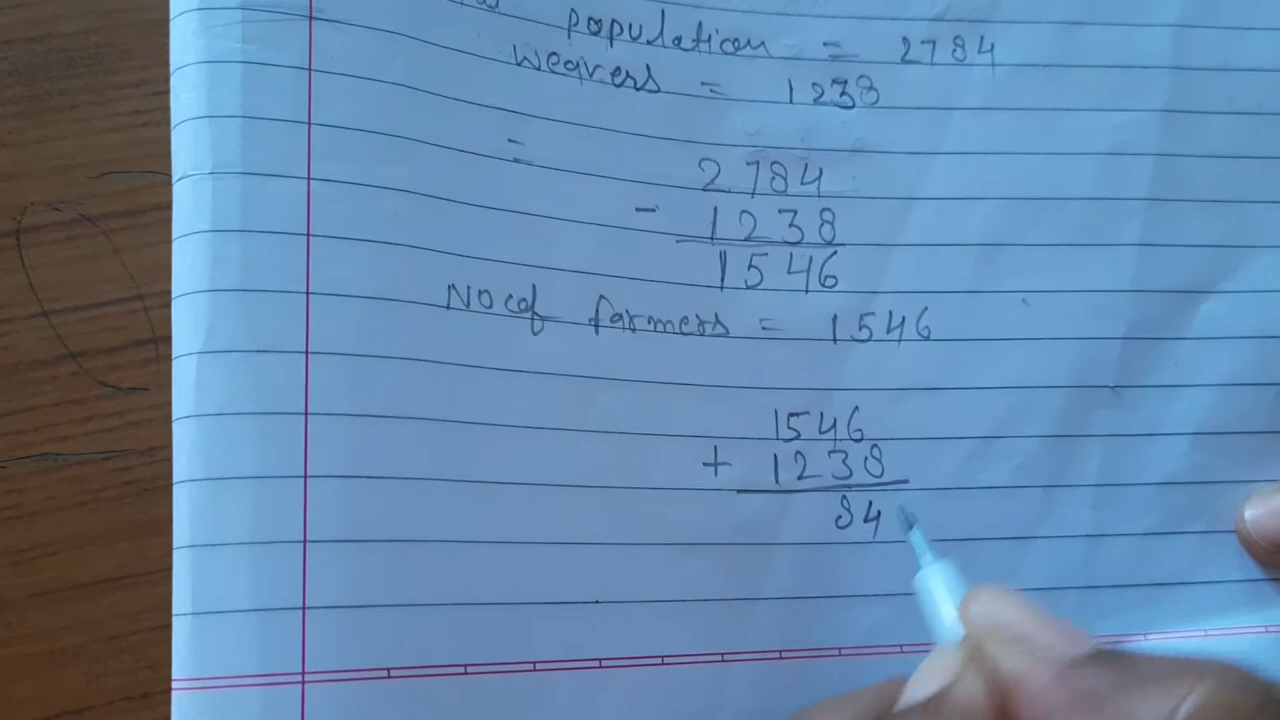 population = 2784
weavers = 1238
=
2784
- 1238
1546
No of farmers = 1546
1546
+ 1238
84